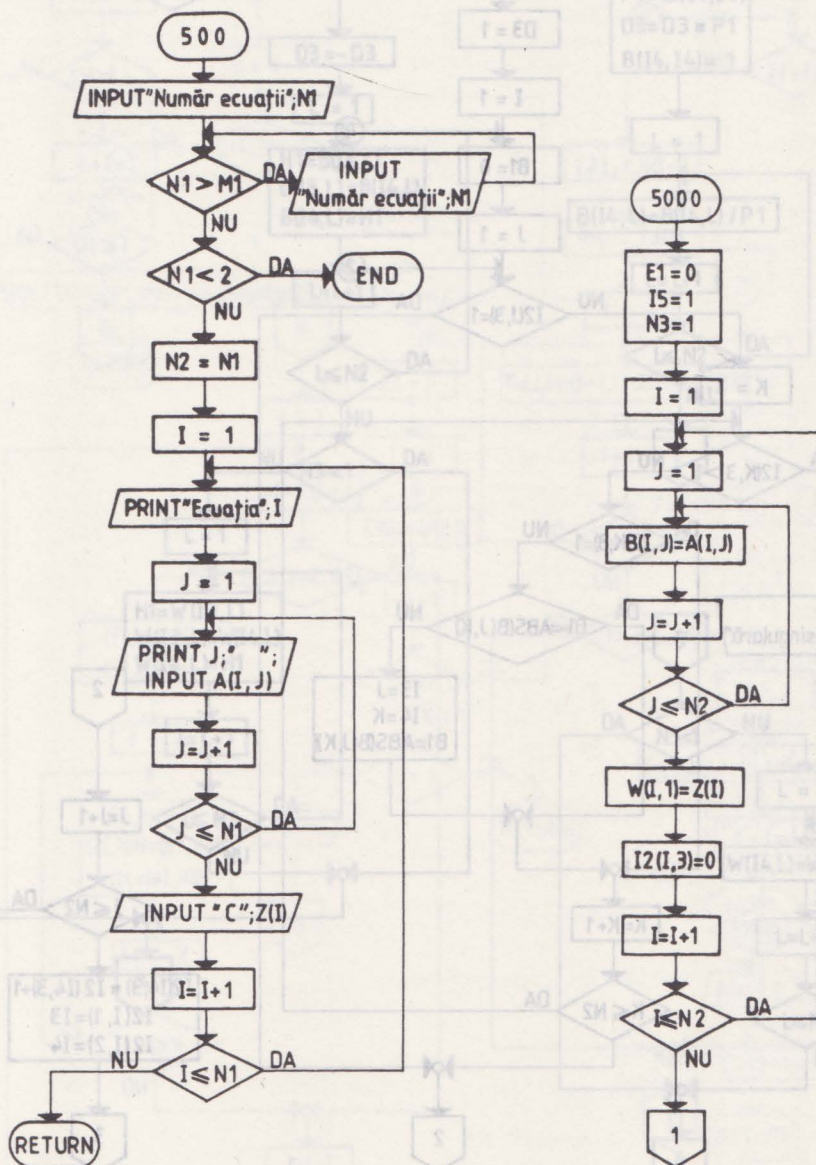 500
INPUT"Număr ecuații";N1
N1 > M1
DA
INPUT
"Număr ecuații";N1
NU
N1 < 2
DA
END
NU
N2 = N1
I = 1
PRINT"Ecuația";I
J = 1
PRINT J;"  ";
INPUT A(I,J)
J=J+1
J ≤ N1
DA
NU
INPUT "C";Z(I)
I=I+1
I ≤ N1
NU
DA
RETURN
5000
E1=0
I5=1
N3=1
I = 1
J = 1
B(I,J)=A(I,J)
J=J+1
J ≤ N2
DA
W(I,1)=Z(I)
I2(I,3)=0
I=I+1
I≤N2
DA
NU
1